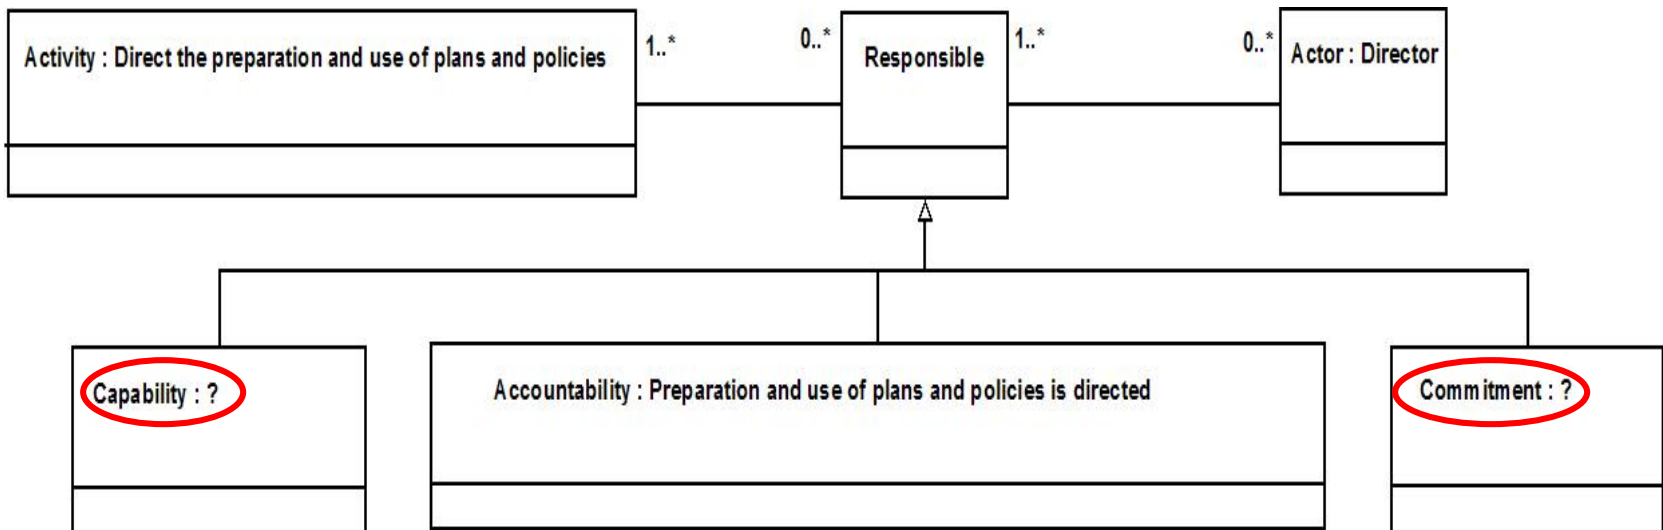 Activity : Direct the preparation and use of plans and policies
1..*
0..*
Responsible
1..*
0..*
Actor : Director
Capability : ?
Accountability : Preparation and use of plans and policies is directed
Commitment : ?